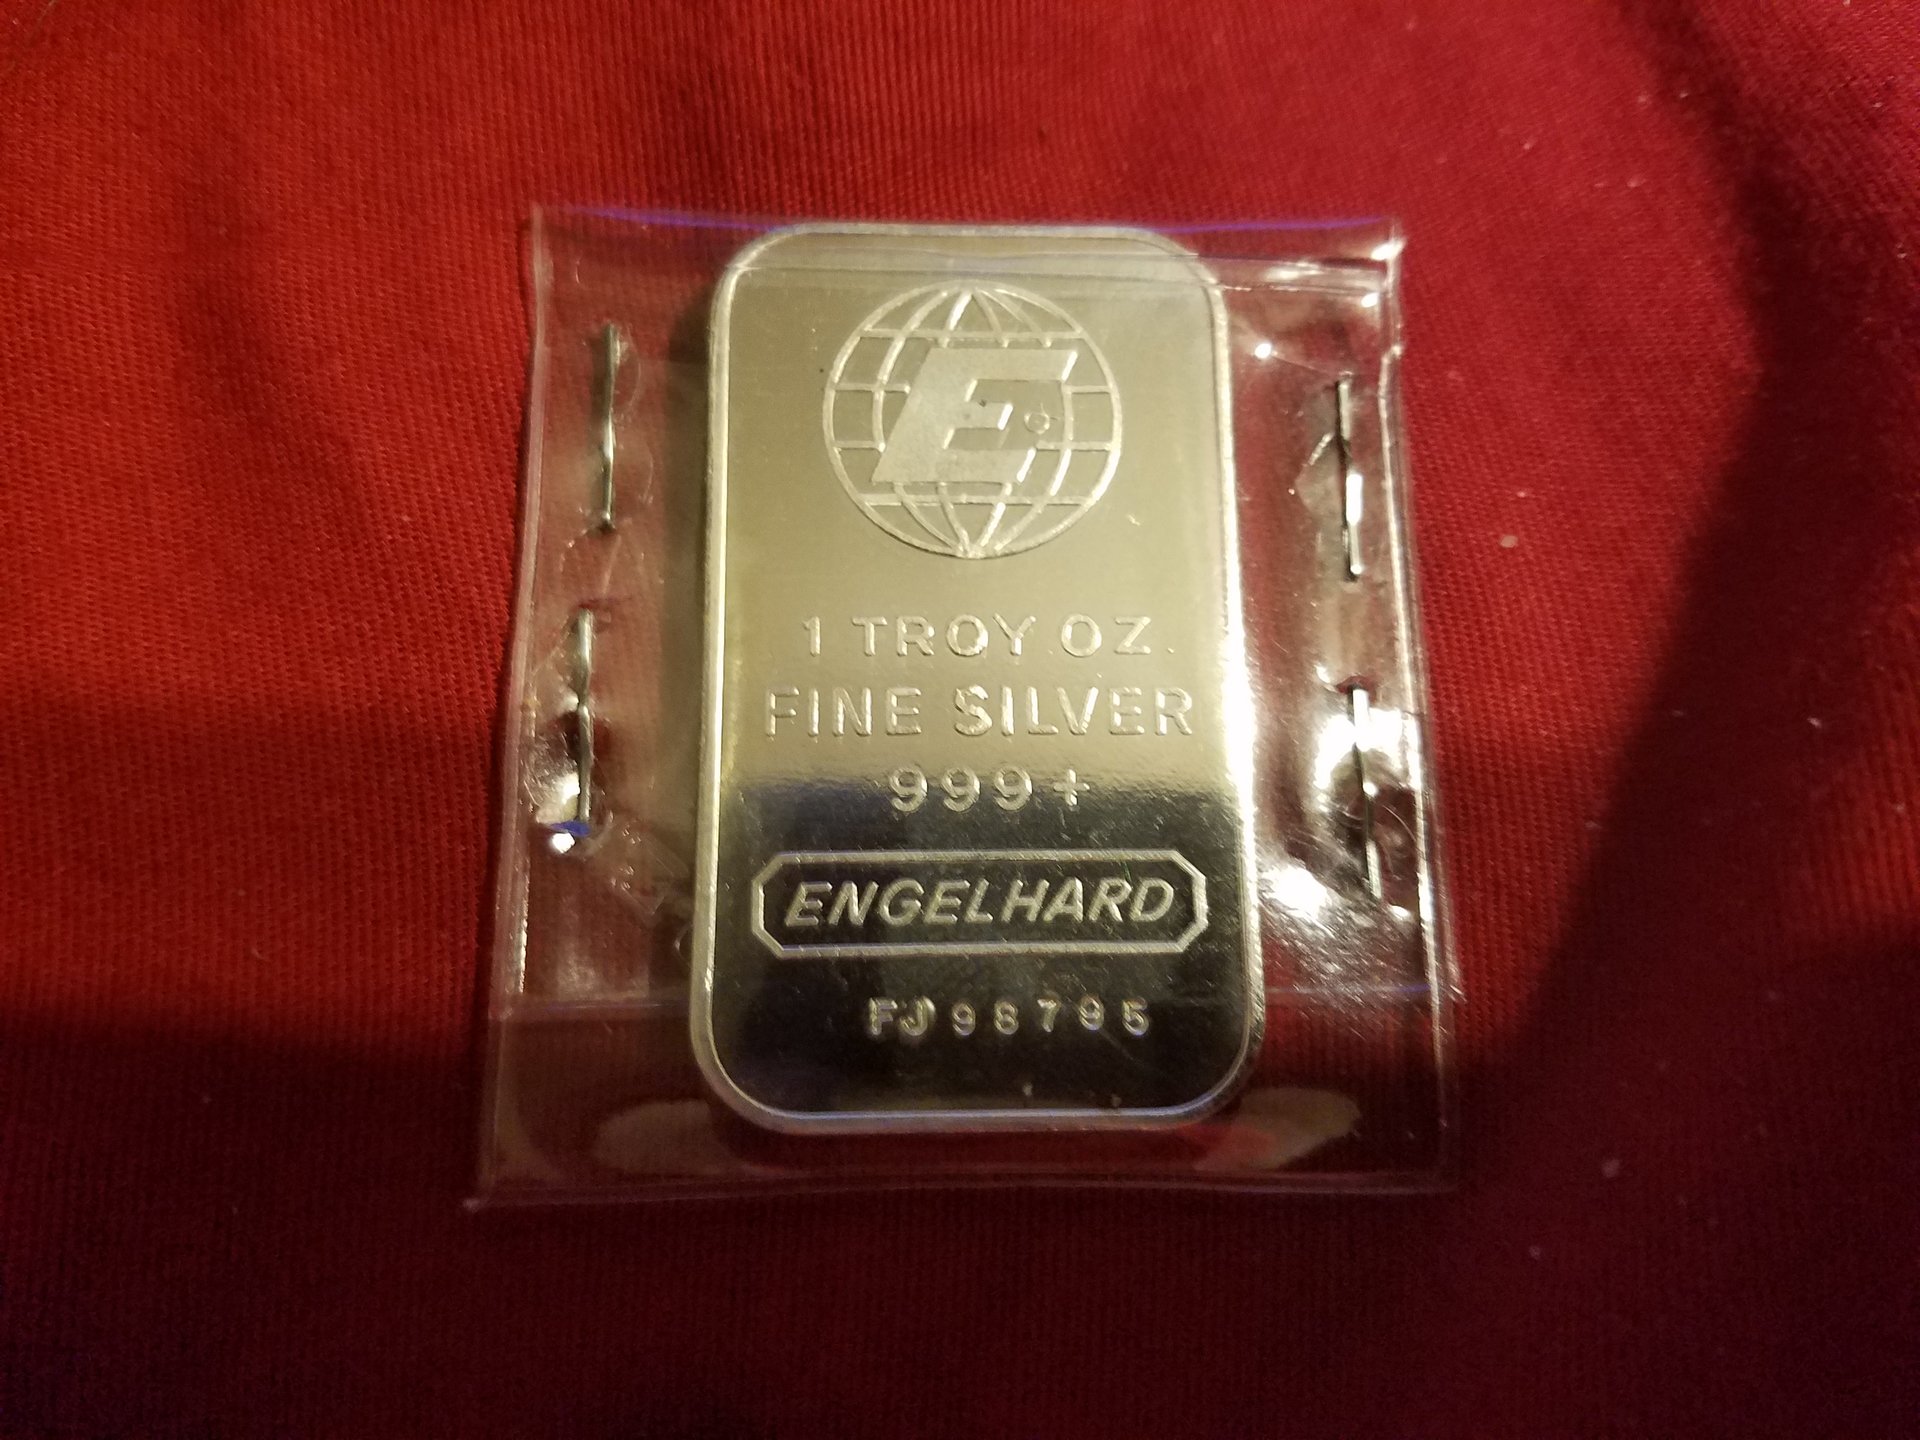 E
1 TROY OZ.
FINE SILVER
999+
ENGELHARD
FJ98795